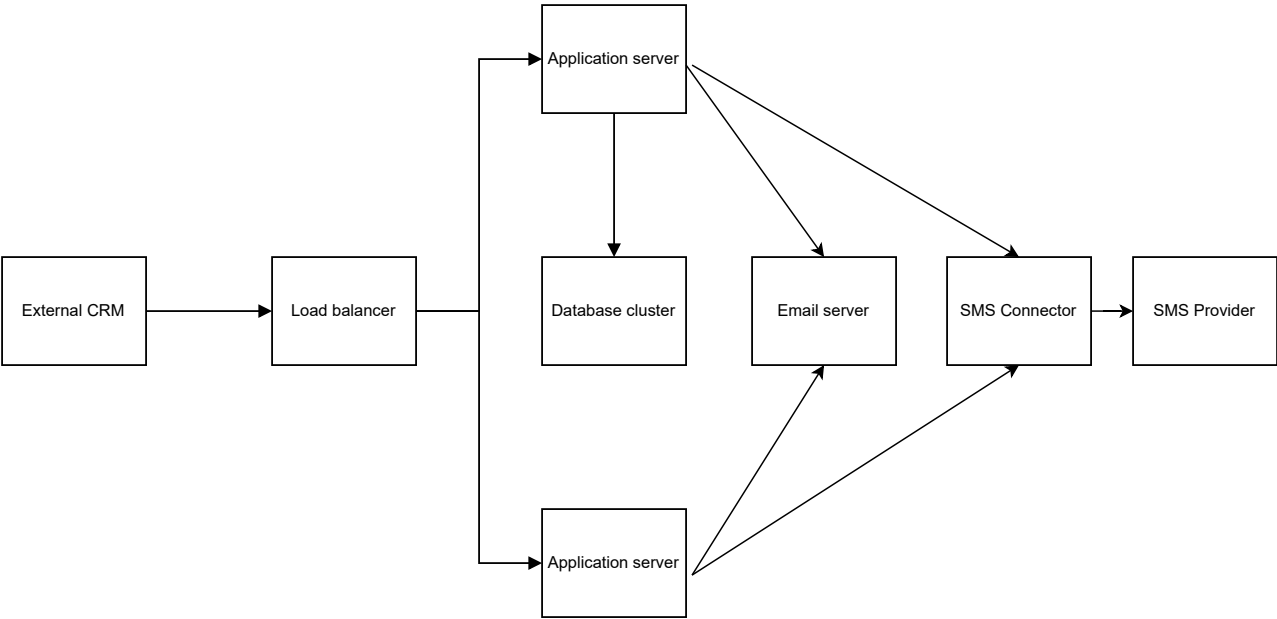 Application server
External CRM
Load balancer
Database cluster
Email server
SMS Connector
SMS Provider
Application server